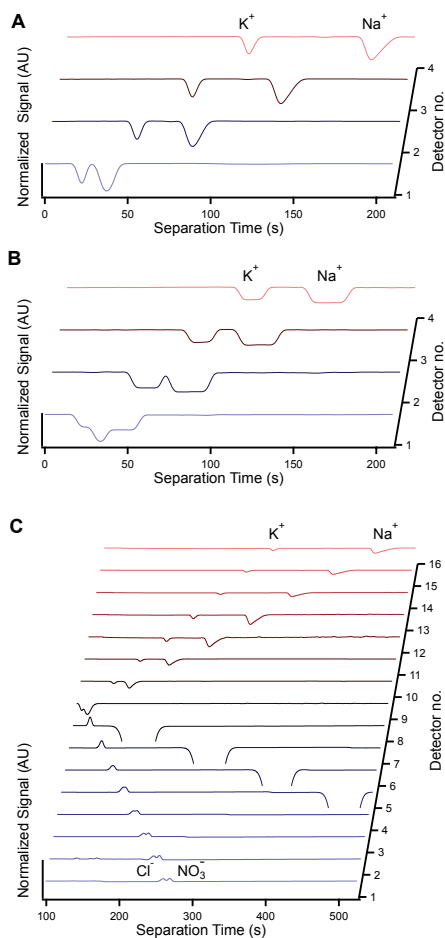 A
K+
Na+
Normalized Signal (AU)
4
3
2
1
Detector no.
0
50
100
150
200
Separation Time (s)
B
K+
Na+
Normalized Signal (AU)
4
3
2
1
Detector no.
0
50
100
150
200
Separation Time (s)
C
K+
Na+
16
15
14
13
12
11
10
9
8
7
6
5
4
3
2
1
Detector no.
Normalized Signal (AU)
Cl-
NO3-
100
200
300
400
500
Separation Time (s)